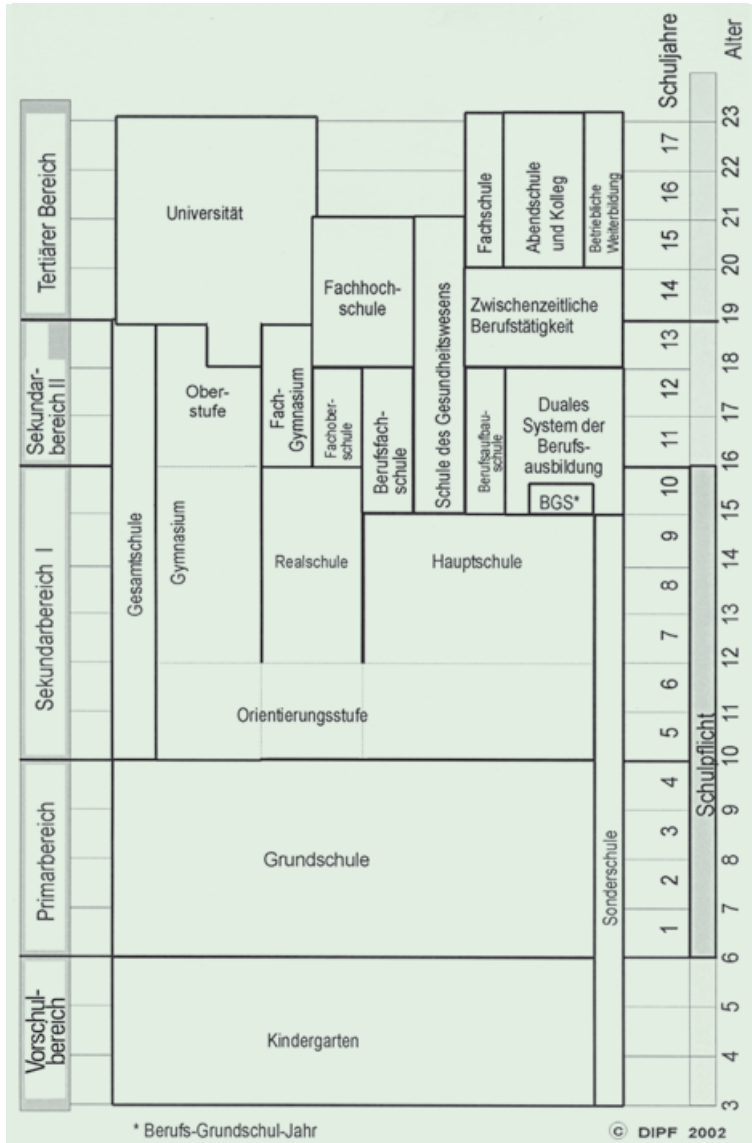 Schuljahre
Alter
Tertiärer Bereich
Sekundar-
bereich II
Sekundarbereich I
Primarbereich
Vorschul-
bereich
Universität
Fachhoch-
schule
Schule des Gesundheitswesens
Fachschule
Abendschule
und Kolleg
Betriebliche
Weiterbildung
Zwischenzeitliche
Berufstätigkeit
Ober-
stufe
Fach-
Gymnasium
Fachober-
schule
Berufsfach-
schule
Berufsaufbau-
schule
Duales
System der
Berufs-
ausbildung
BGS*
Gesamtschule
Gymnasium
Realschule
Hauptschule
Orientierungsstufe
Grundschule
Sonderschule
Kindergarten
17
16
15
14
13
12
11
10
9
8
7
6
5
4
3
2
1
Schulpflicht
23
22
21
20
19
18
17
16
15
14
13
12
11
10
9
8
7
6
5
4
3
* Berufs-Grundschul-Jahr
© DIPF 2002